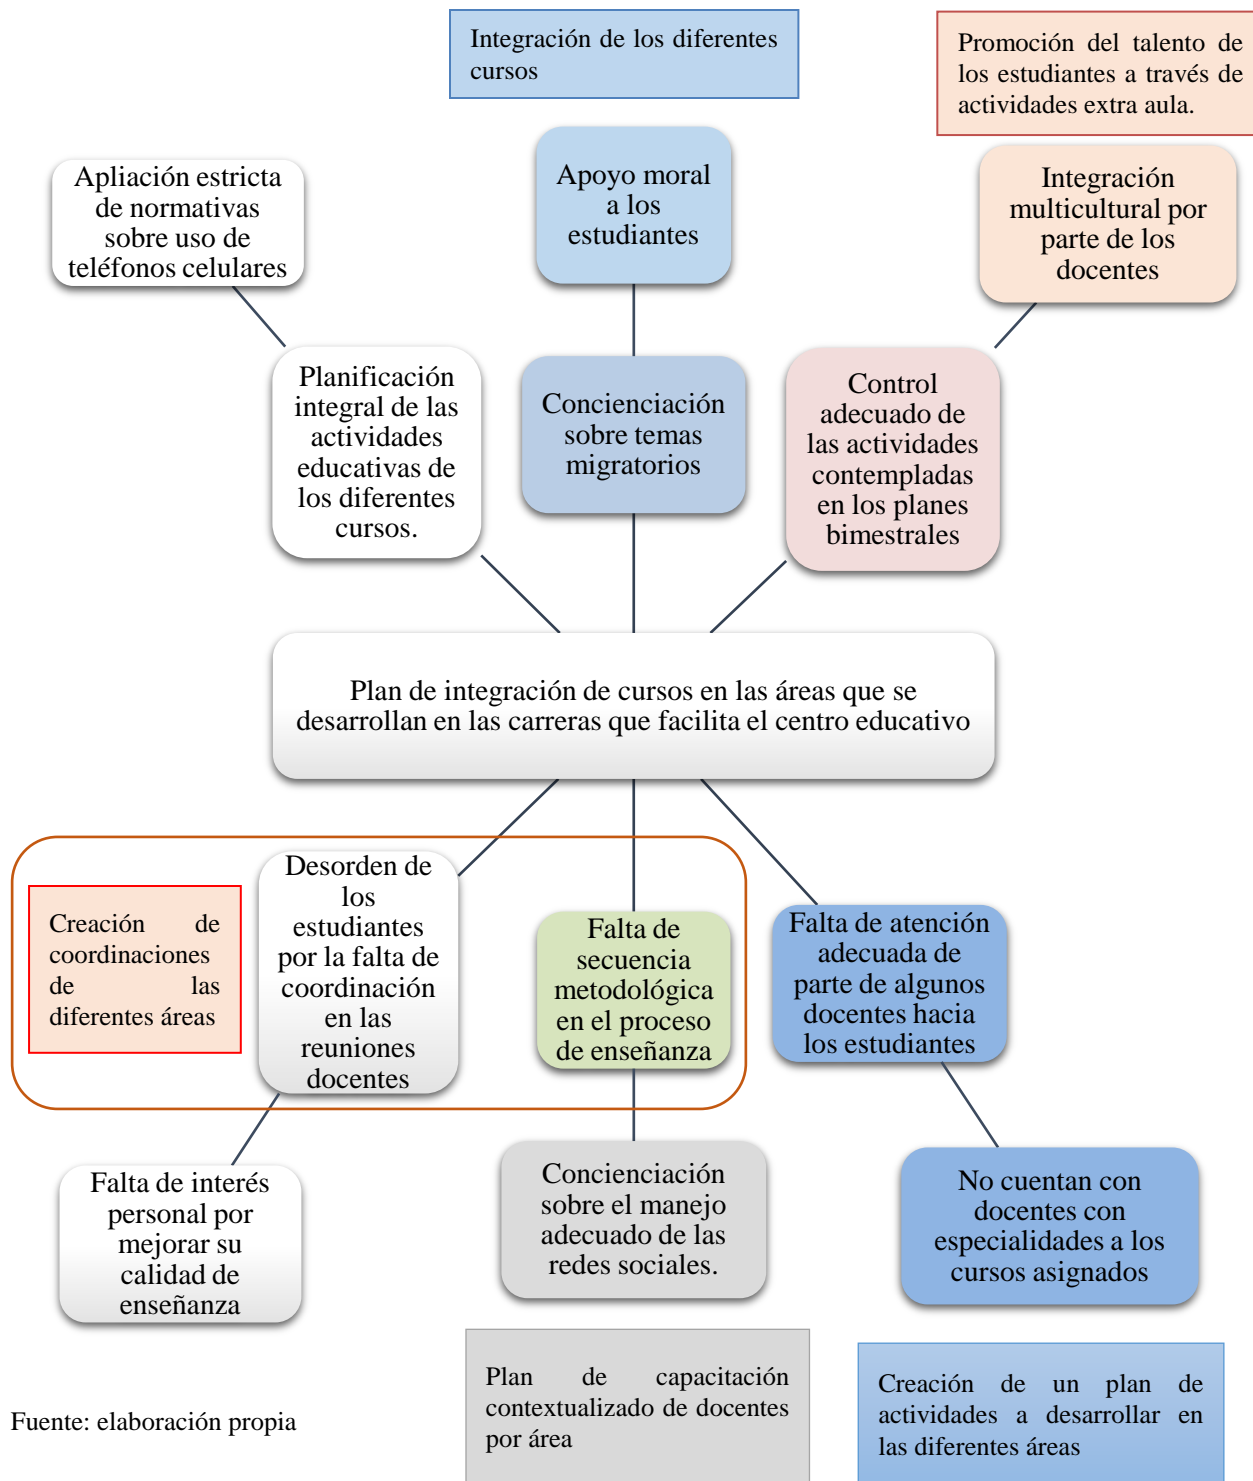 Integración de los diferentes
cursos
Promoción del talento de
los estudiantes a través de
actividades extra aula.
Apliación estricta
de normativas
sobre uso de
teléfonos celulares
Apoyo moral
a los
estudiantes
Integración
multicultural por
parte de los
docentes
Planificación
integral de las
actividades
educativas de
los diferentes
cursos.
Concienciación
sobre temas
migratorios
Control
adecuado de
las actividades
contempladas
en los planes
bimestrales
Plan de integración de cursos en las áreas que se
desarrollan en las carreras que facilita el centro educativo
Creación de
coordinaciones
de las
diferentes áreas
Desorden de
los
estudiantes
por la falta de
coordinación
en las
reuniones
docentes
Falta de
secuencia
metodológica
en el proceso
de enseñanza
Falta de atención
adecuada de
parte de algunos
docentes hacia
los estudiantes
Falta de interés
personal por
mejorar su
calidad de
enseñanza
Concienciación
sobre el manejo
adecuado de las
redes sociales.
No cuentan con
docentes con
especialidades a los
cursos asignados
Plan de capacitación
contextualizado de docentes
por área
Creación de un plan de
actividades a desarrollar en
las diferentes áreas
Fuente: elaboración propia